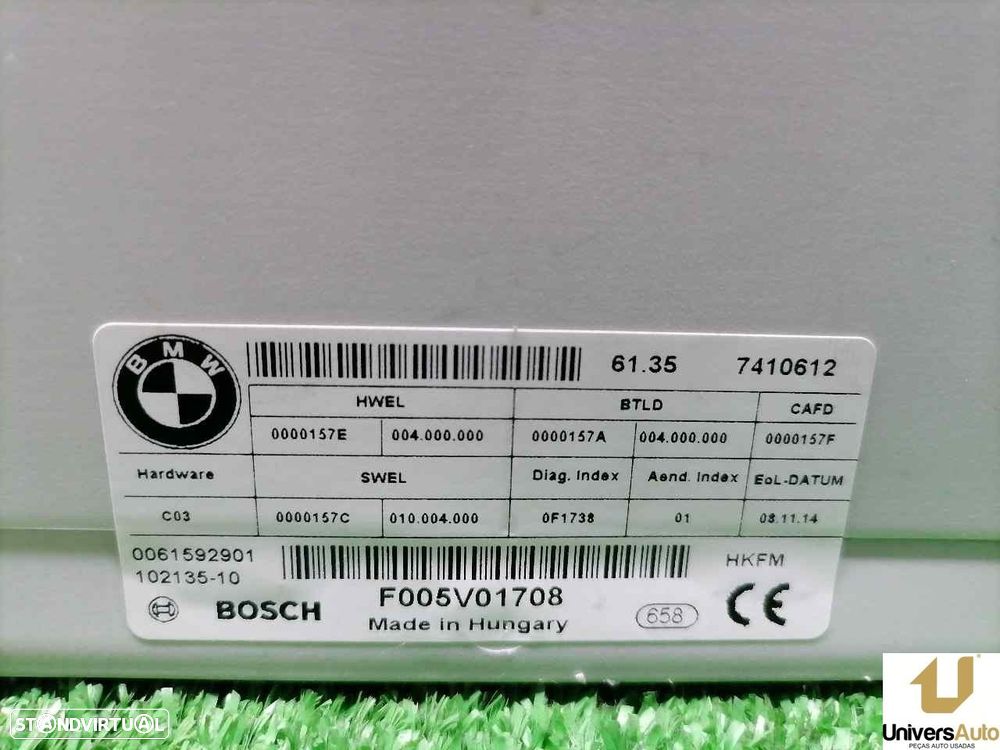 BMW
61.35 7410612
HWEL BTLD CAFD
0000157E 004.000.000 0000157A 004.000.000 0000157F
Hardware SWEL Diag. Index Aend. Index EoL-DATUM
C03 0000157C 010.004.000 0F1738 01 08.11.14
0061592901 HKFM
102135-10
BOSCH F005V01708 658 CE
Made in Hungary
STANDVIRTUAL
UniversAuto
PEÇAS AUTO USADAS